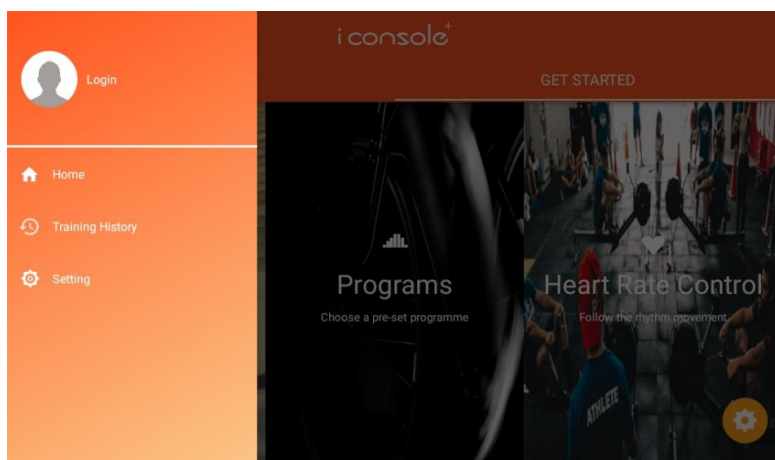 Login
Home
Training History
Setting
iconsole+
GET STARTED
Programs
Choose a pre-set programme
Heart Rate Control
Follow the rhythm movement
ATHLETE